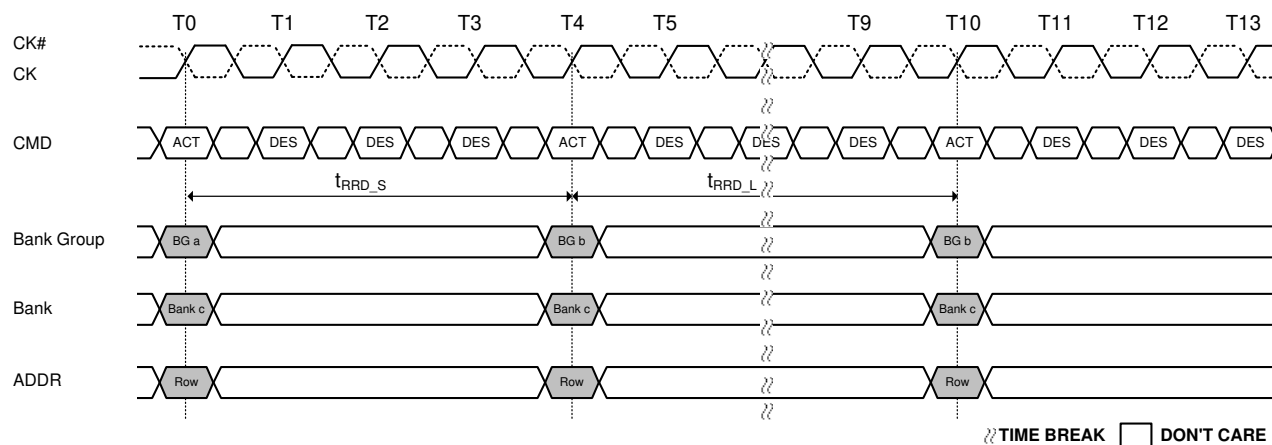 T0 T1 T2 T3 T4 T5 T9 T10 T11 T12 T13
CK#
CK
CMD ACT DES DES DES ACT DES DES DES ACT DES DES DES
tRRD_S tRRD_L
Bank Group BG a BG b BG b
Bank Bank c Bank c Bank c
ADDR Row Row Row
TIME BREAK DON'T CARE